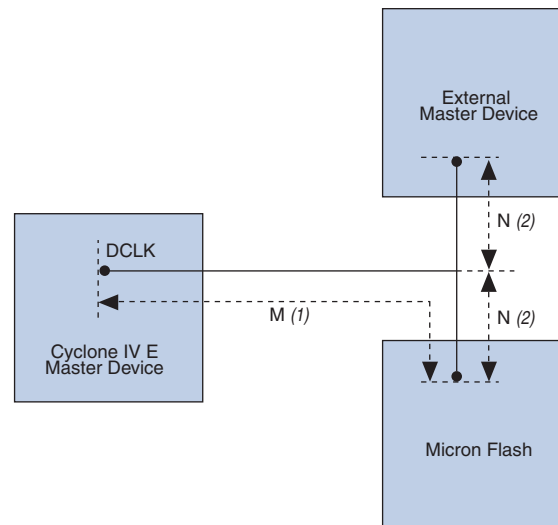 External
Master Device
N (2)
DCLK
M (1)
N (2)
Cyclone IV E
Master Device
Micron Flash